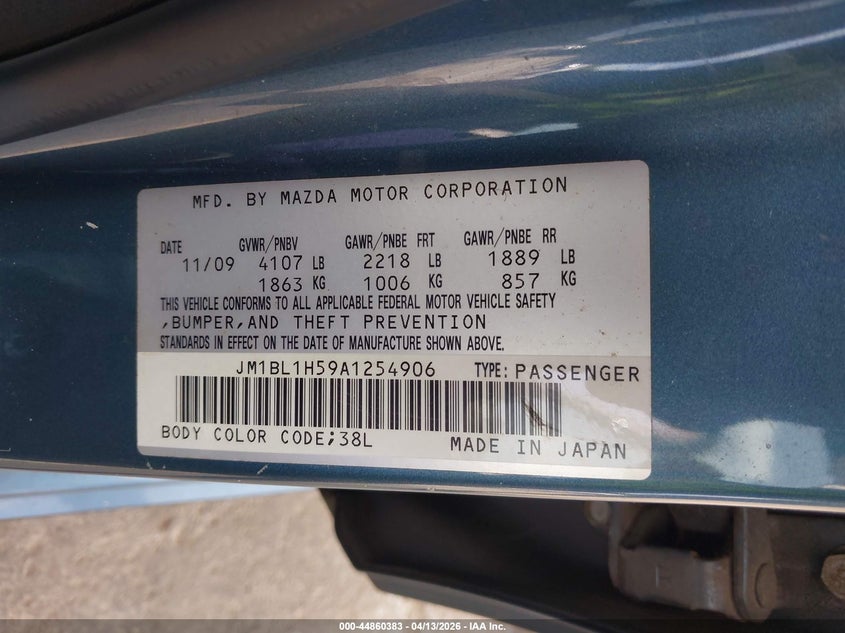 MFD. BY MAZDA MOTOR CORPORATION
DATE GVWR/PNBV GAWR/PNBE FRT GAWR/PNBE RR
11/09 4107 LB 2218 LB 1889 LB
1863 KG 1006 KG 857 KG
THIS VEHICLE CONFORMS TO ALL APPLICABLE FEDERAL MOTOR VEHICLE SAFETY
,BUMPER,AND THEFT PREVENTION
STANDARDS IN EFFECT ON THE DATE OF MANUFACTURE SHOWN ABOVE.
JM1BL1H59A1254906 TYPE: PASSENGER
BODY COLOR CODE;38L MADE IN JAPAN
000-44860383 - 04/13/2026 - IAA Inc.